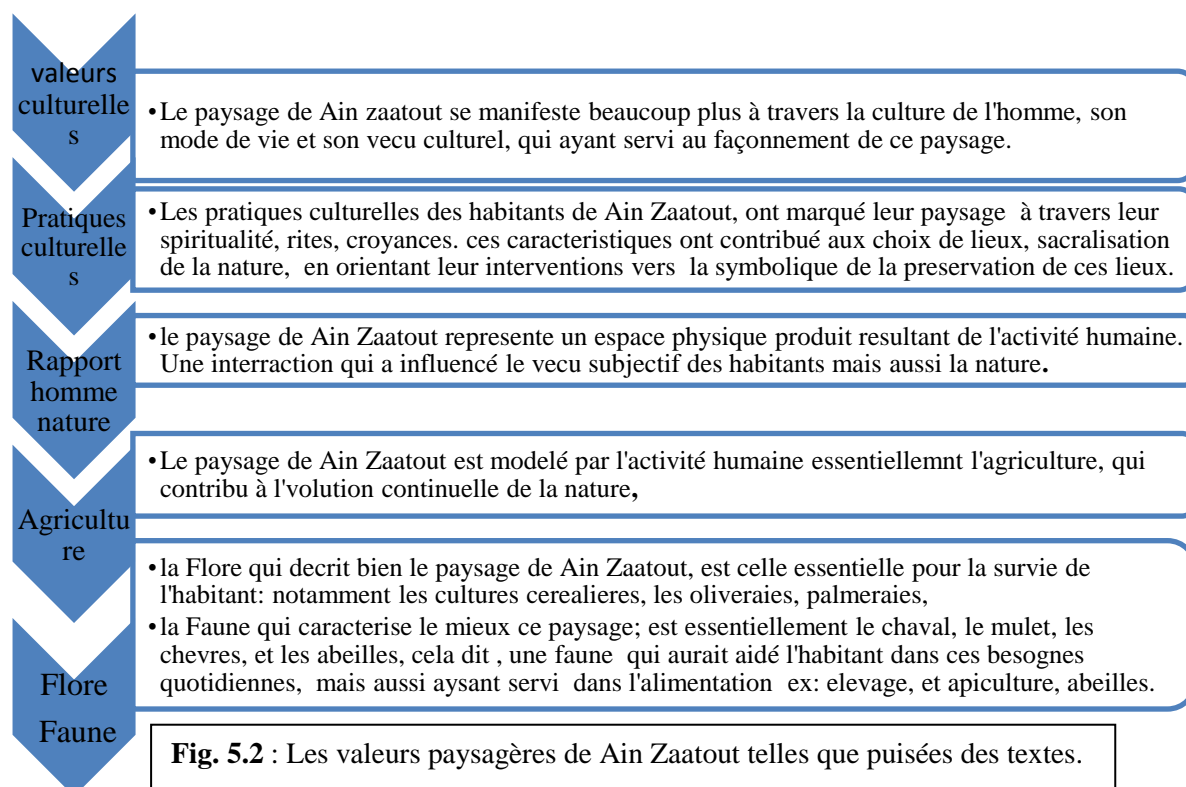 valeurs
culturelle
s
•Le paysage de Ain zaatout se manifeste beaucoup plus à travers la culture de l'homme, son
mode de vie et son vecu culturel, qui ayant servi au façonnement de ce paysage.
Pratiques
culturelle
s
•Les pratiques culturelles des habitants de Ain Zaatout, ont marqué leur paysage à travers leur
spiritualité, rites, croyances. ces caracteristiques ont contribué aux choix de lieux, sacralisation
de la nature, en orientant leur interventions vers la symbolique de la preservation de ces lieux.
Rapport
homme
nature
•le paysage de Ain Zaatout represente un espace physique produit resultant de l'activité humaine.
Une interraction qui a influencé le vecu subjectif des habitants mais aussi la nature.
Agricultu
re
•Le paysage de Ain Zaatout est modelé par l'activité humaine essentiellemnt l'agriculture, qui
contribu à l'volution continuelle de la nature,
Flore
Faune
•la Flore qui decrit bien le paysage de Ain Zaatout, est celle essentielle pour la survie de
l'habitant: notamment les cultures cerealieres, les oliveraies, palmeraies,
•la Faune qui caracterise le mieux ce paysage; est essentiellement le chaval, le mulet, les
chevres, et les abeilles, cela dit , une faune qui aurait aidé l'habitant dans ces besognes
quotidiennes, mais aussi aysant servi dans l'alimentation ex: elevage, et apiculture, abeilles.
Fig. 5.2 : Les valeurs paysagères de Ain Zaatout telles que puisées des textes.